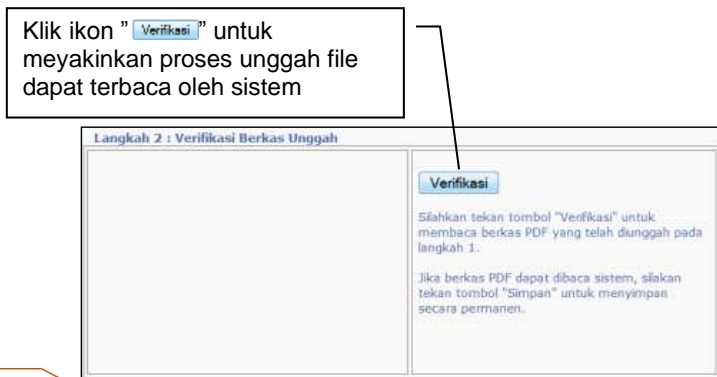 Klik ikon " Verifikasi " untuk
meyakinkan proses unggah file
dapat terbaca oleh sistem
Langkah 2 : Verifikasi Berkas Unggah
Verifikasi
Silahkan tekan tombol "Verifikasi" untuk
membaca berkas PDF yang telah diunggah pada
langkah 1.
Jika berkas PDF dapat dibaca sistem, silakan
tekan tombol "Simpan" untuk menyimpan
secara permanen.